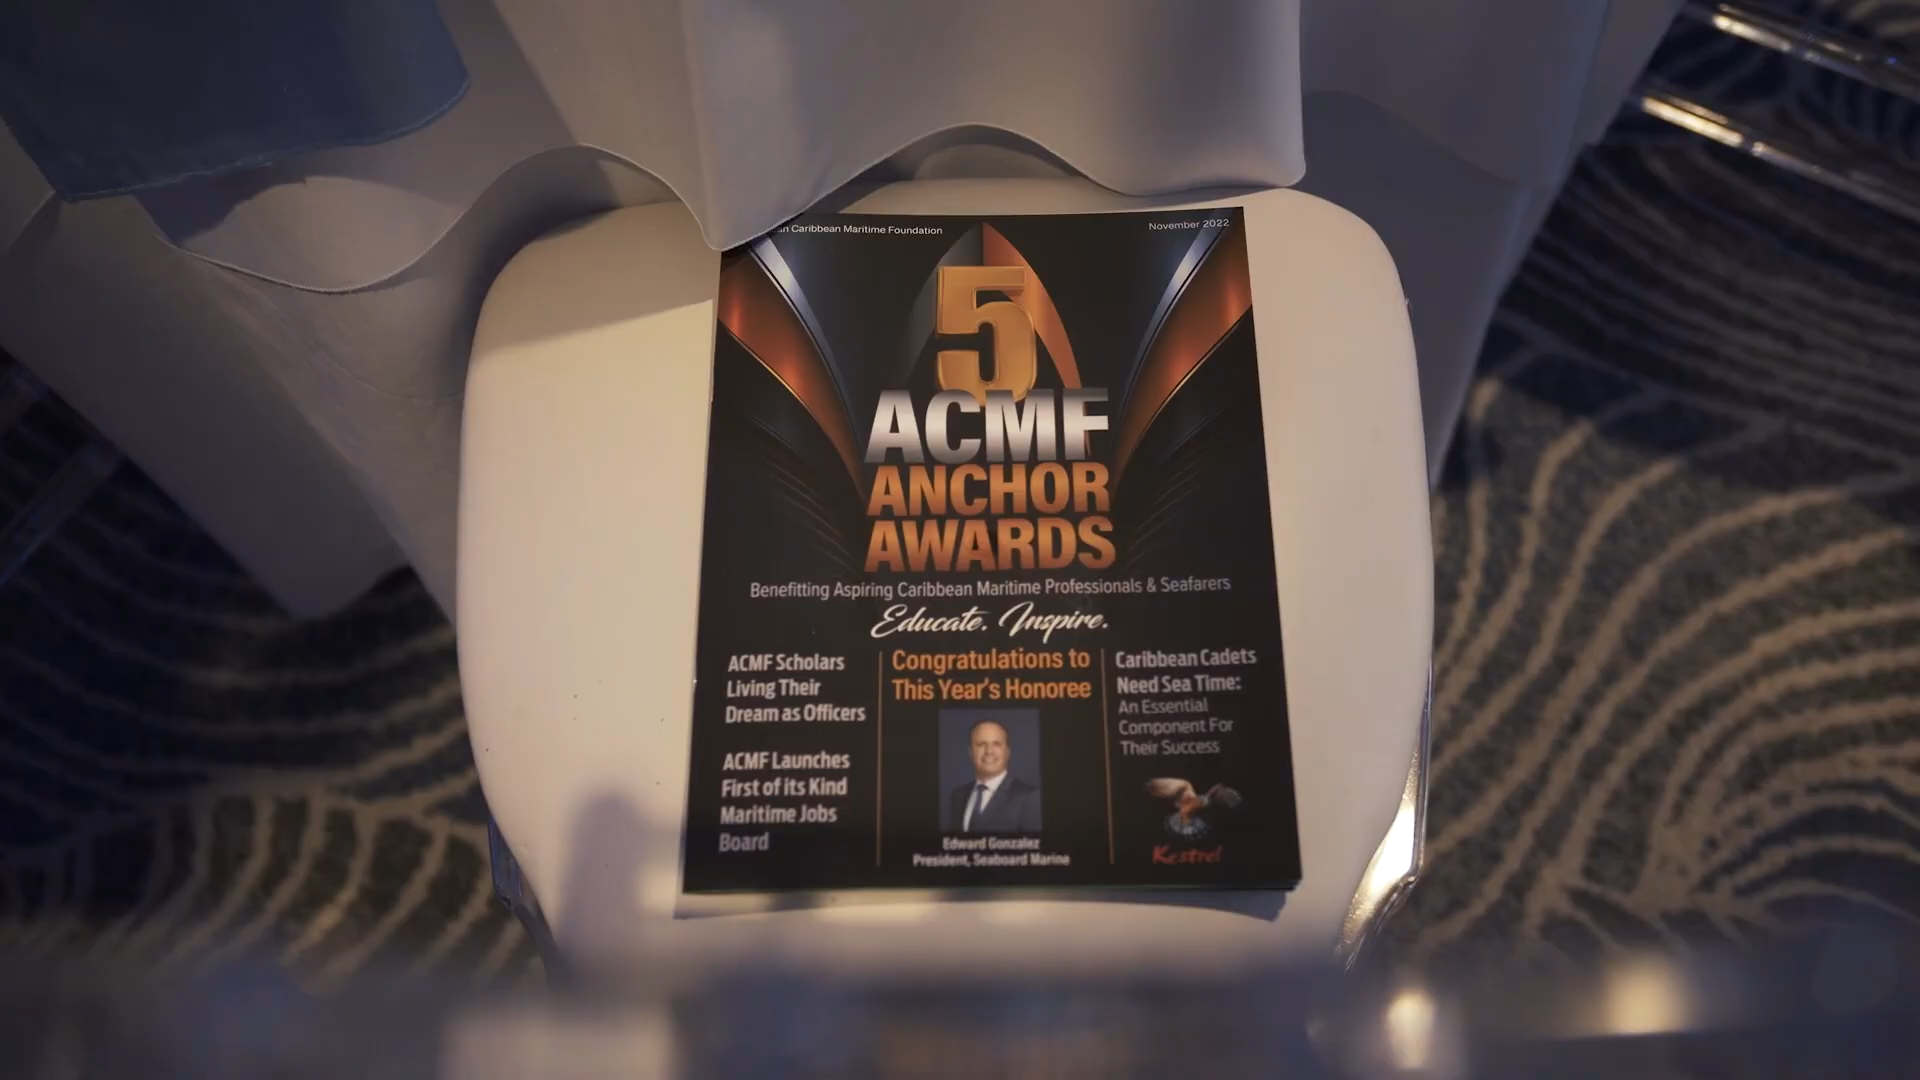 Caribbean Maritime Foundation
November 2022
5
ACMF
ANCHOR
AWARDS
Benefitting Aspiring Caribbean Maritime Professionals & Seafarers
Educate. Inspire.
ACMF Scholars
Living Their
Dream as Officers
ACMF Launches
First of its Kind
Maritime Jobs
Board
Congratulations to
This Year's Honoree
Edward Gonzalez
President, Seaboard Marine
Caribbean Cadets
Need Sea Time:
An Essential
Component For
Their Success
Kestrel